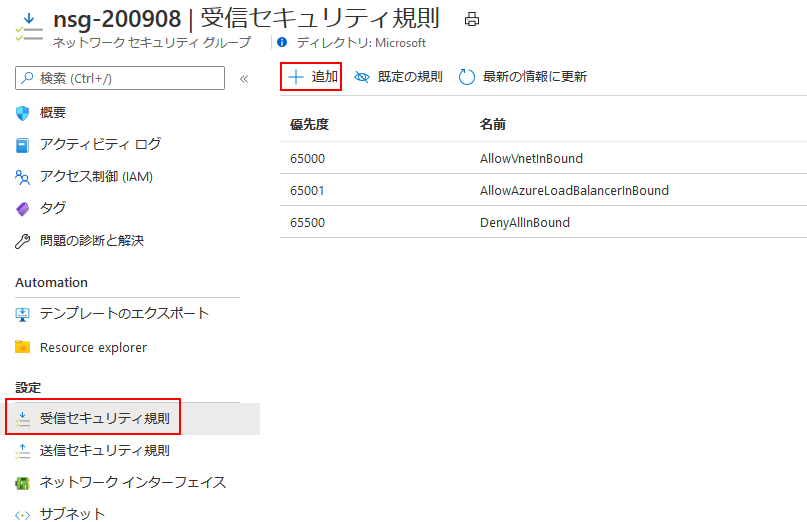 nsg-200908 | 受信セキュリティ規則
ネットワーク セキュリティ グループ ディレクトリ: Microsoft
検索 (Ctrl+/) «
追加 既定の規則 最新の情報に更新
概要
アクティビティ ログ
アクセス制御 (IAM)
タグ
問題の診断と解決
Automation
テンプレートのエクスポート
Resource explorer
設定
受信セキュリティ規則
送信セキュリティ規則
ネットワーク インターフェイス
サブネット
優先度 名前
65000 AllowVnetInBound
65001 AllowAzureLoadBalancerInBound
65500 DenyAllInBound